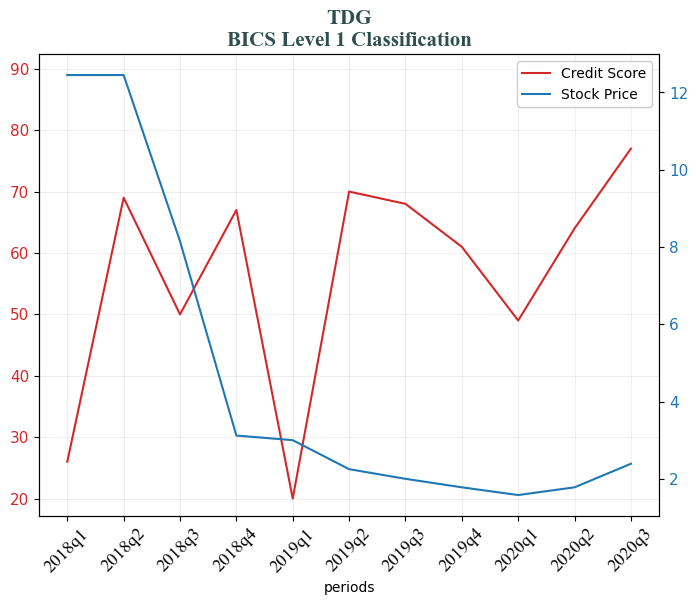 TDG
BICS Level 1 Classification
Credit Score
Stock Price
90
80
70
60
50
40
30
20
12
10
8
6
4
2
2018q1
2018q2
2018q3
2018q4
2019q1
2019q2
2019q3
2019q4
2020q1
2020q2
2020q3
periods